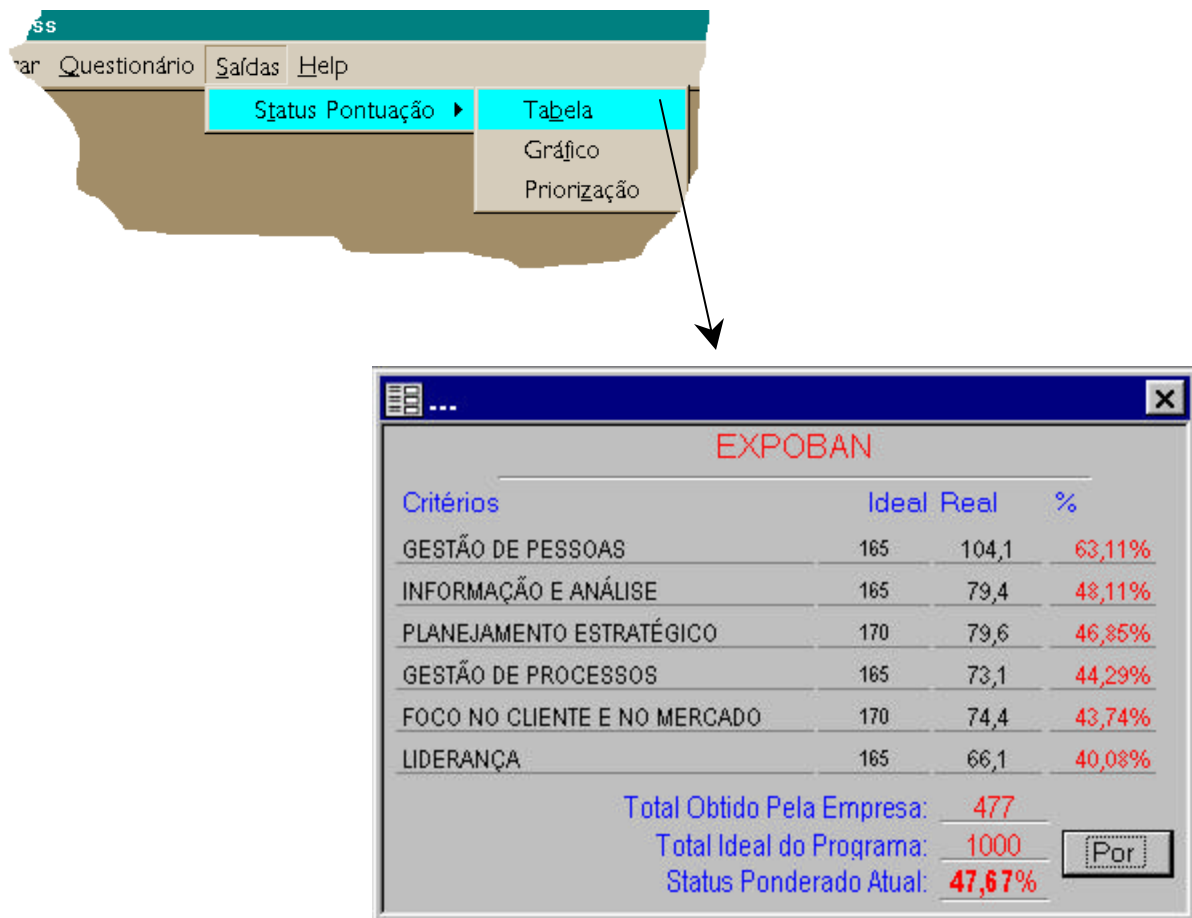 ss
rar Questionário Saídas Help
Status Pontuação Tabela
Gráfico
Priorização
...
EXPOBAN
Critérios Ideal Real %
GESTÃO DE PESSOAS 165 104,1 63,11%
INFORMAÇÃO E ANÁLISE 165 79,4 48,11%
PLANEJAMENTO ESTRATÉGICO 170 79,6 46,85%
GESTÃO DE PROCESSOS 165 73,1 44,29%
FOCO NO CLIENTE E NO MERCADO 170 74,4 43,74%
LIDERANÇA 165 66,1 40,08%
Total Obtido Pela Empresa: 477
Total Ideal do Programa: 1000
Por
Status Ponderado Atual: 47,67%